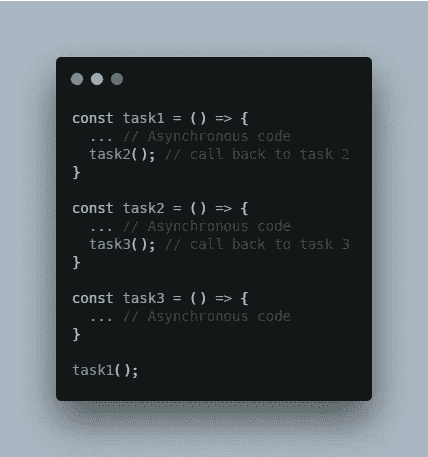 const task1 = () => {
  ... // Asynchronous code
  task2(); // call back to task 2
}
const task2 = () => {
  ... // Asynchronous code
  task3(); // call back to task 3
}
const task3 = () => {
  ... // Asynchronous code
}
task1();